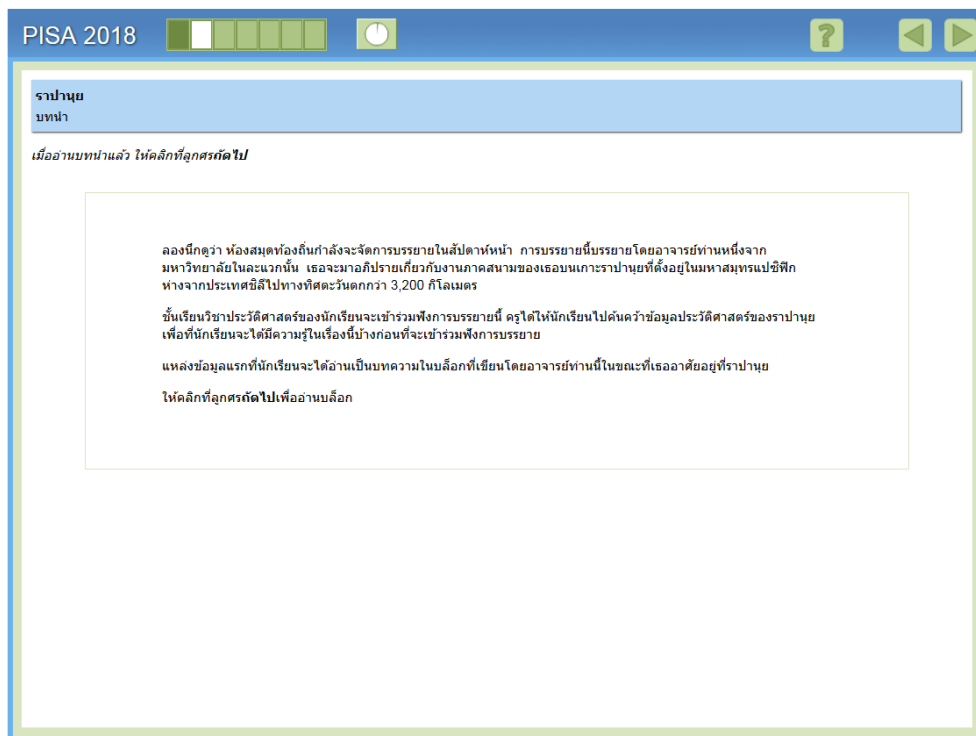 PISA 2018
?
ราปานุย
บทนำ
เมื่ออ่านบทนำแล้ว ให้คลิกที่ลูกศรถัดไป
ลองนึกดูว่า ห้องสมุดท้องถิ่นกำลังจะจัดการบรรยายในสัปดาห์หน้า การบรรยายนี้บรรยายโดยอาจารย์ท่านหนึ่งจาก
มหาวิทยาลัยในละแวกนั้น เธอจะมาอภิปรายเกี่ยวกับงานภาคสนามของเธอบนเกาะราปานุยที่ตั้งอยู่ในมหาสมุทรแปซิฟิก
ห่างจากประเทศชิลีไปทางทิศตะวันตกกว่า 3,200 กิโลเมตร
ชั้นเรียนวิชาประวัติศาสตร์ของนักเรียนจะเข้าร่วมฟังการบรรยายนี้ ครูได้ให้นักเรียนไปค้นคว้าข้อมูลประวัติศาสตร์ของราปานุย
เพื่อที่นักเรียนจะได้มีความรู้ในเรื่องนี้บ้างก่อนที่จะเข้าร่วมฟังการบรรยาย
แหล่งข้อมูลแรกที่นักเรียนจะได้อ่านเป็นบทความในบล็อกที่เขียนโดยอาจารย์ท่านนี้ในขณะที่เธออาศัยอยู่ที่ราปานุย
ให้คลิกที่ลูกศรถัดไปเพื่ออ่านบล็อก